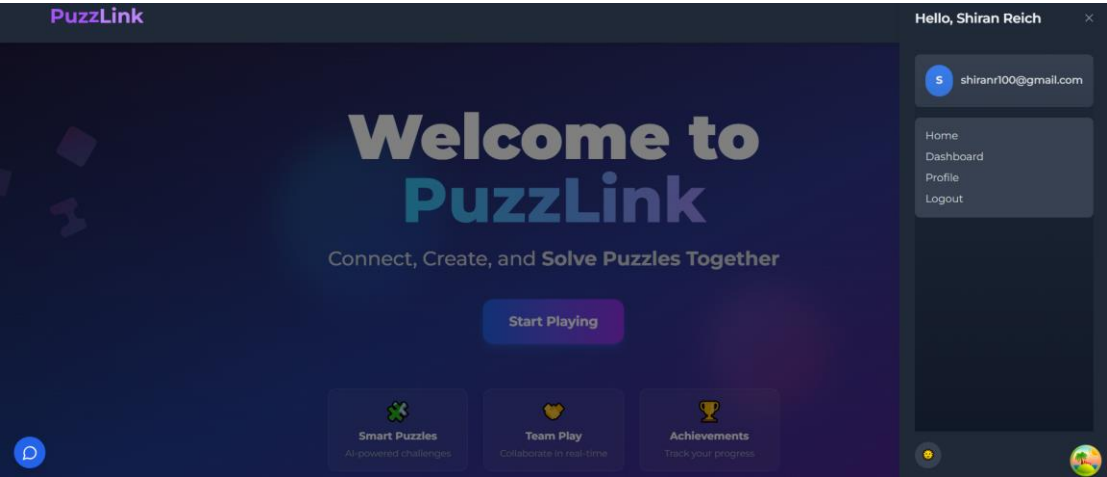 PuzzLink
Welcome to
PuzzLink
Connect, Create, and Solve Puzzles Together
Start Playing
Smart Puzzles
AI-powered challenges
Team Play
Collaborate in real-time
Achievements
Track your progress
Hello, Shiran Reich
×
S
shiranr100@gmail.com
Home
Dashboard
Profile
Logout